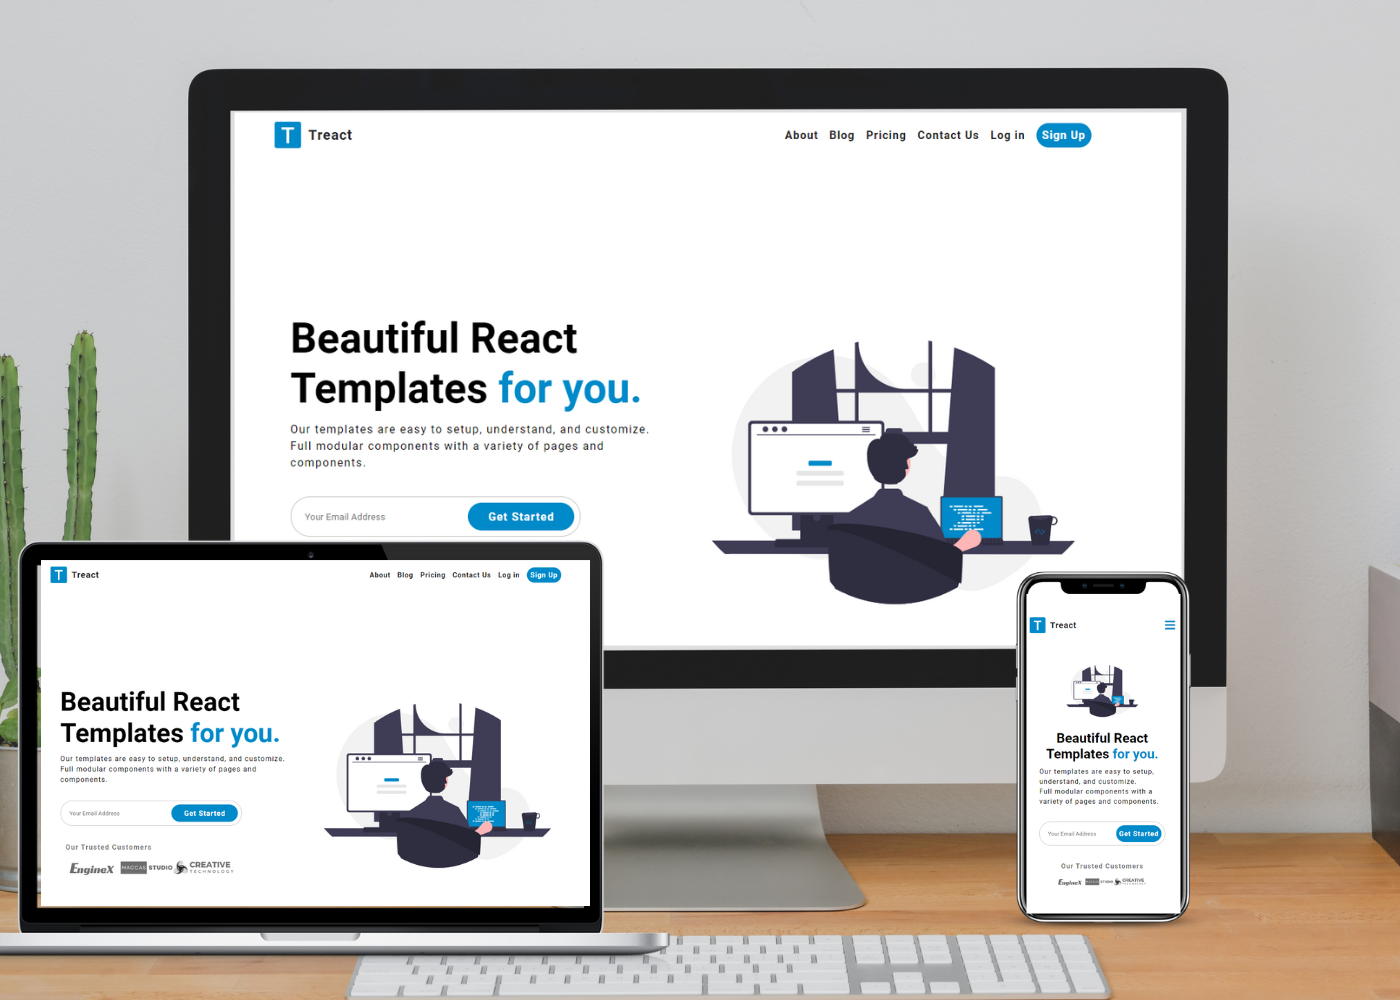 Treact
About Blog Pricing Contact Us Log in Sign Up
Beautiful React
Templates for you.
Our templates are easy to setup, understand, and customize.
Full modular components with a variety of pages and
components.
Your Email Address Get Started
T Treact
About Blog Pricing Contact Us Log in Sign Up
Beautiful React
Templates for you.
Our templates are easy to setup, understand, and customize.
Full modular components with a variety of pages and
components.
Your Email Address Get Started
Our Trusted Customers
EngineX MACCAS STUDIO CREATIVE
TECHNOLOGY
T Treact
Beautiful React
Templates for you.
Our templates are easy to setup,
understand, and customize.
Full modular components with a
variety of pages and components.
Your Email Address Get Started
Our Trusted Customers
EngineX MACCAS STUDIO CREATIVE
TECHNOLOGY